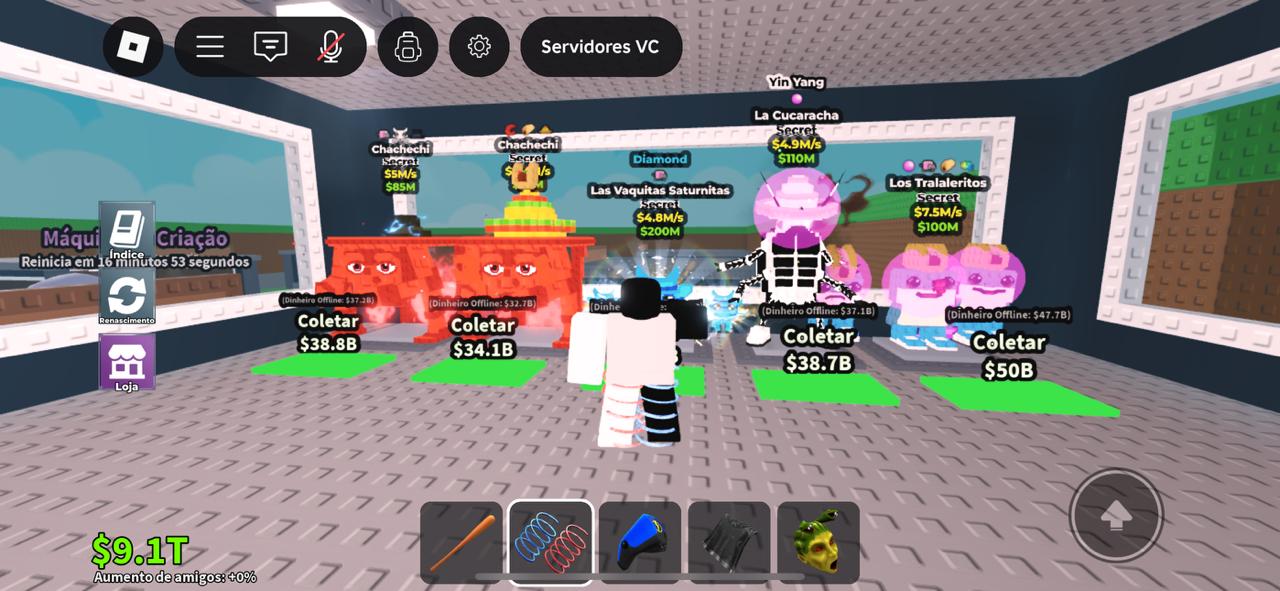 Servidores VC
Yin Yang
La Cucaracha
Secret
$4.9M/s
$110M
Chachechi
Secret
$5M/s
$85M
Chachechi
Secret
Diamond
Las Vaquitas Saturnitas
Secret
$4.8M/s
$200M
Los Tralaleritos
Secret
$7.5M/s
$100M
Máqui Criação
Reinicia em 16 minutos 53 segundos
Índice
Renascimento
Loja
(Dinheiro Offline: $37.2B)
Coletar
$38.8B
(Dinheiro Offline: $32.7B)
Coletar
$34.1B
(Dinheiro Offline: $37.1B)
Coletar
$38.7B
(Dinheiro Offline: $47.7B)
Coletar
$50B
$9.1T
Aumento de amigos: +0%